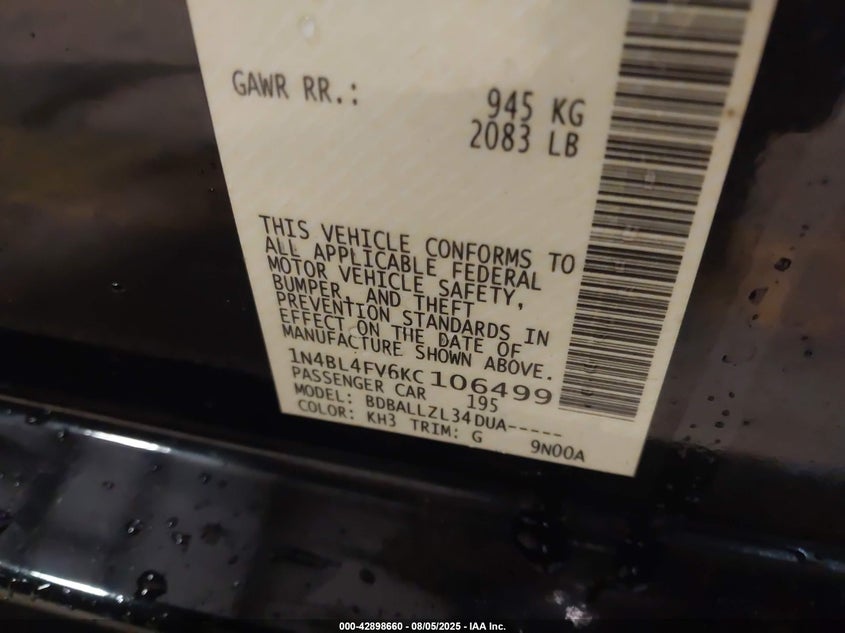 GAWR RR.: 945 KG
2083 LB
THIS VEHICLE CONFORMS TO
ALL APPLICABLE FEDERAL
MOTOR VEHICLE SAFETY,
BUMPER, AND THEFT
PREVENTION STANDARDS IN
EFFECT ON THE DATE OF
MANUFACTURE SHOWN ABOVE.
1N4BL4FV6KC106499
PASSENGER CAR 195
MODEL: BDBALLZL34DUA-----
COLOR: KH3 TRIM: G 9N00A
000-42898660 - 08/05/2025 - IAA Inc.